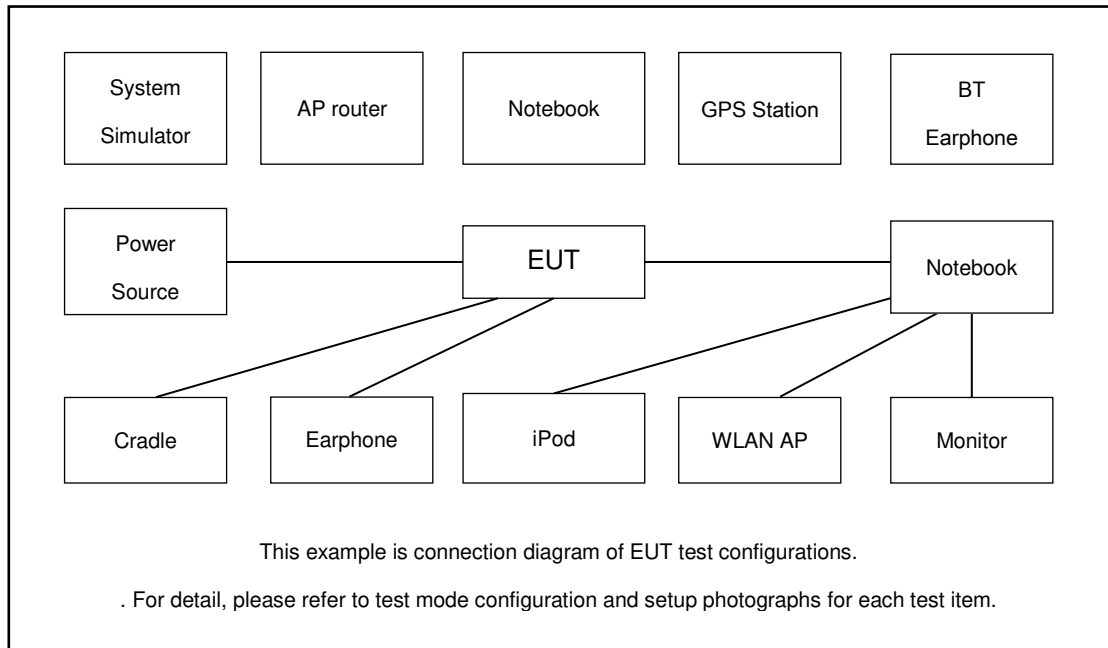 System
Simulator
AP router
Notebook
GPS Station
BT
Earphone
Power
Source
EUT
Notebook
Cradle
Earphone
iPod
WLAN AP
Monitor
This example is connection diagram of EUT test configurations.
. For detail, please refer to test mode configuration and setup photographs for each test item.